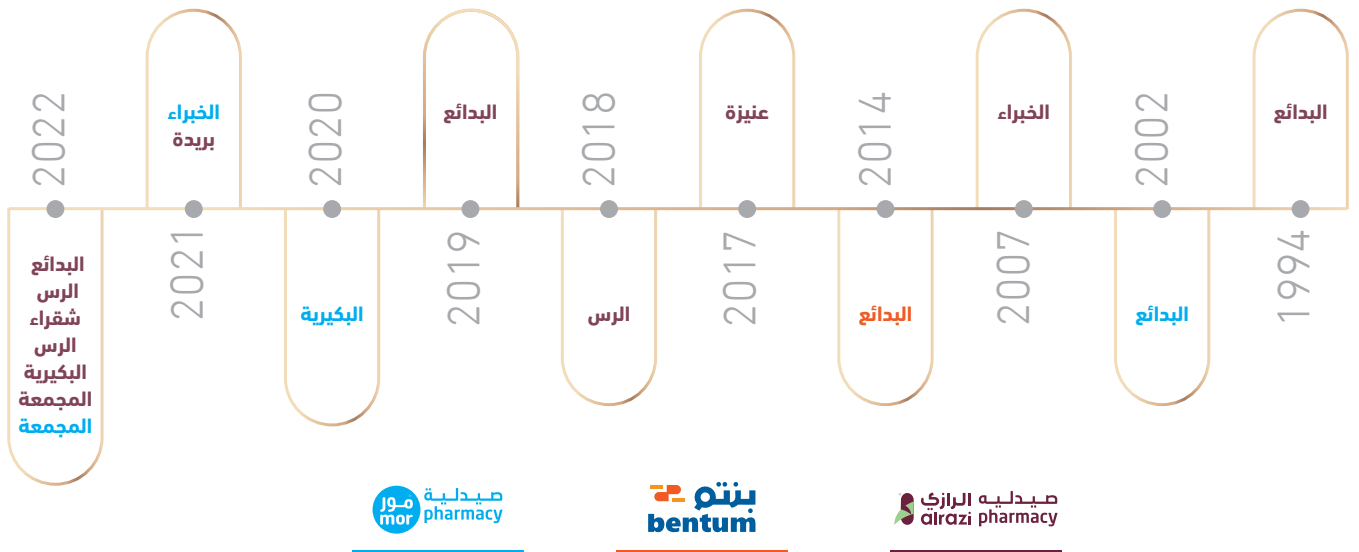 1994
البدائع
2002
البدائع
2007
الخبراء
2014
البدائع
2017
عنيزة
2018
الرس
2019
البدائع
2020
البكيرية
2021
الخبراء
بريدة
2022
البدائع
الرس
شقراء
الرس
البكيرية
المجمعة
المجمعة
صيدليه الرازي
alrazi pharmacy
بنتم
bentum
صيدلية مور
mor pharmacy